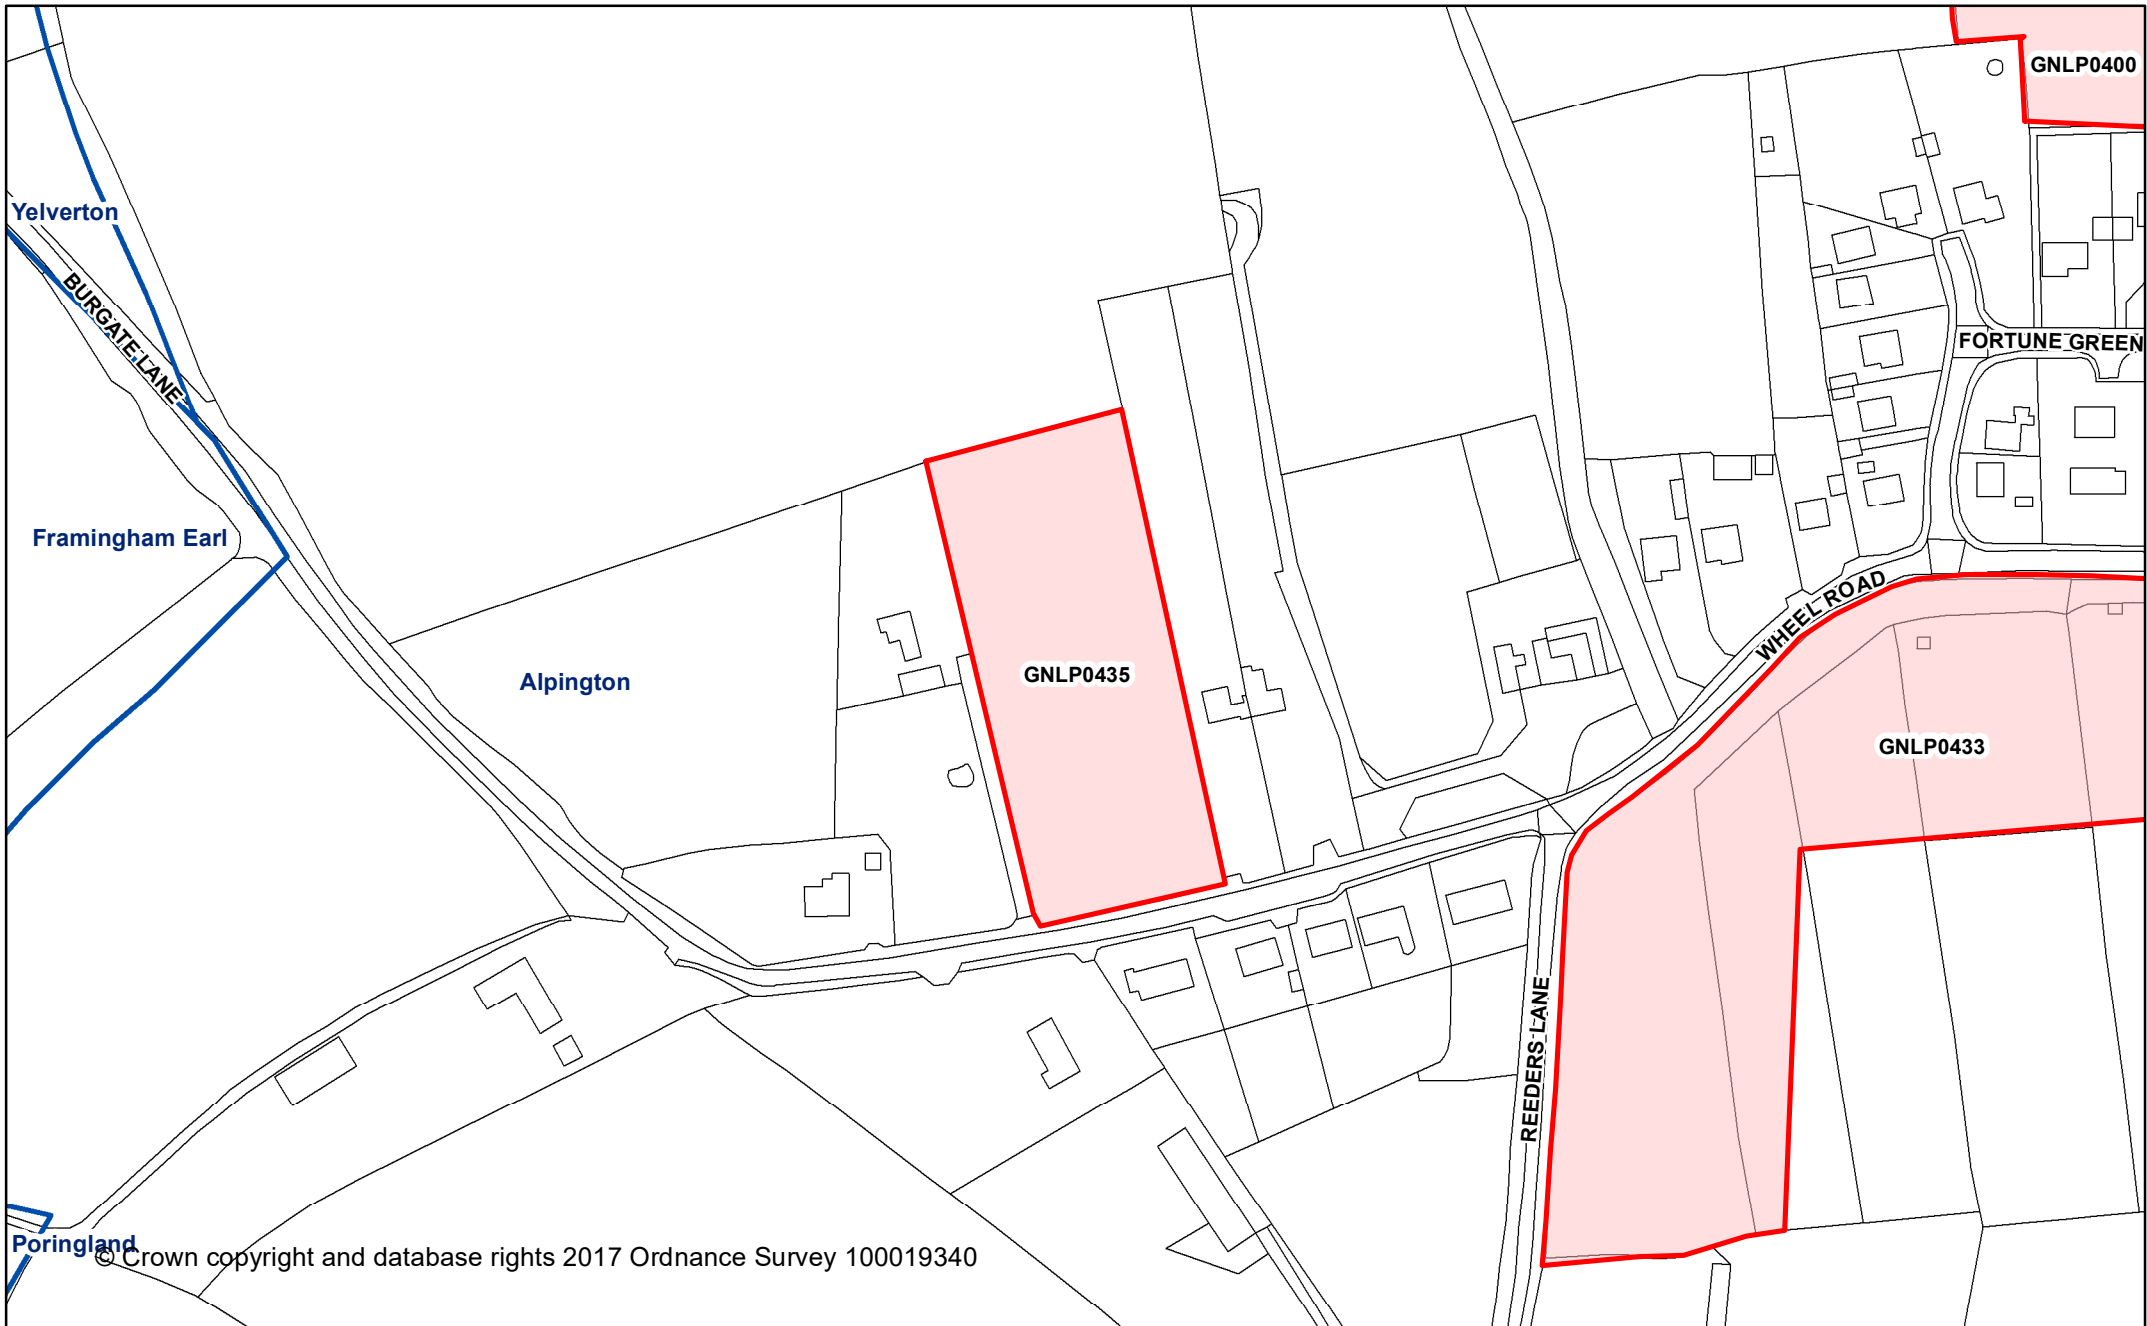 GNLP0400
Yelverton
BURGATE LANE
FORTUNE GREEN
Framingham Earl
WHEEL ROAD
Alpington
GNLP0435
GNLP0433
REEDERS LANE
Poringland
© Crown copyright and database rights 2017 Ordnance Survey 100019340